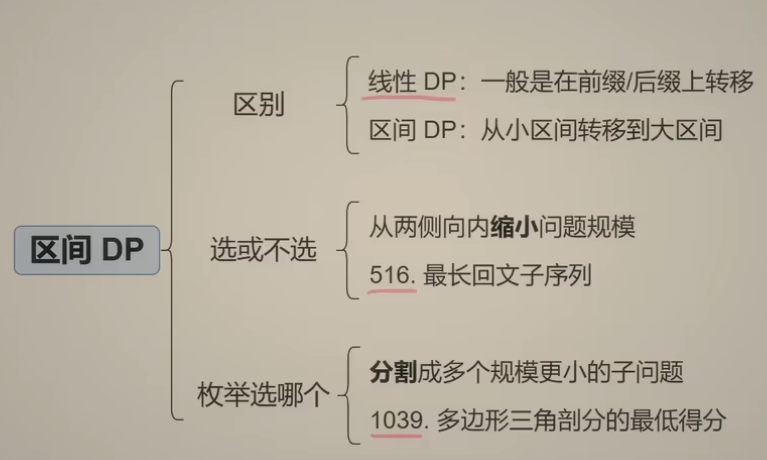 区间 DP
区别
线性 DP：一般是在前缀/后缀上转移
区间 DP：从小区间转移到大区间
选或不选
从两侧向内缩小问题规模
516. 最长回文子序列
枚举选哪个
分割成多个规模更小的子问题
1039. 多边形三角剖分的最低得分